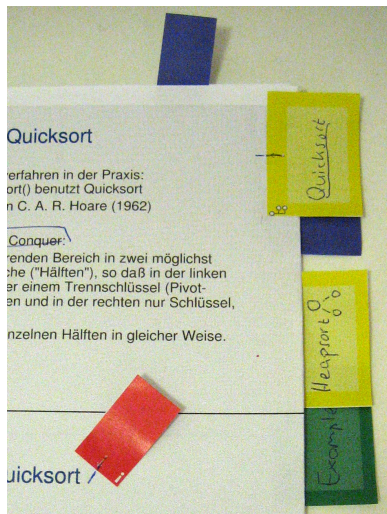 Quicksort
erfahren in der Praxis:
ort() benutzt Quicksort
n C. A. R. Hoare (1962)
Conquer:
renden Bereich in zwei möglichst
che ("Hälften"), so daß in der linken
er einem Trennschlüssel (Pivot-
en und in der rechten nur Schlüssel,
nzelnen Hälften in gleicher Weise.
uicksort
i
Quicksort
Heapsort
Example